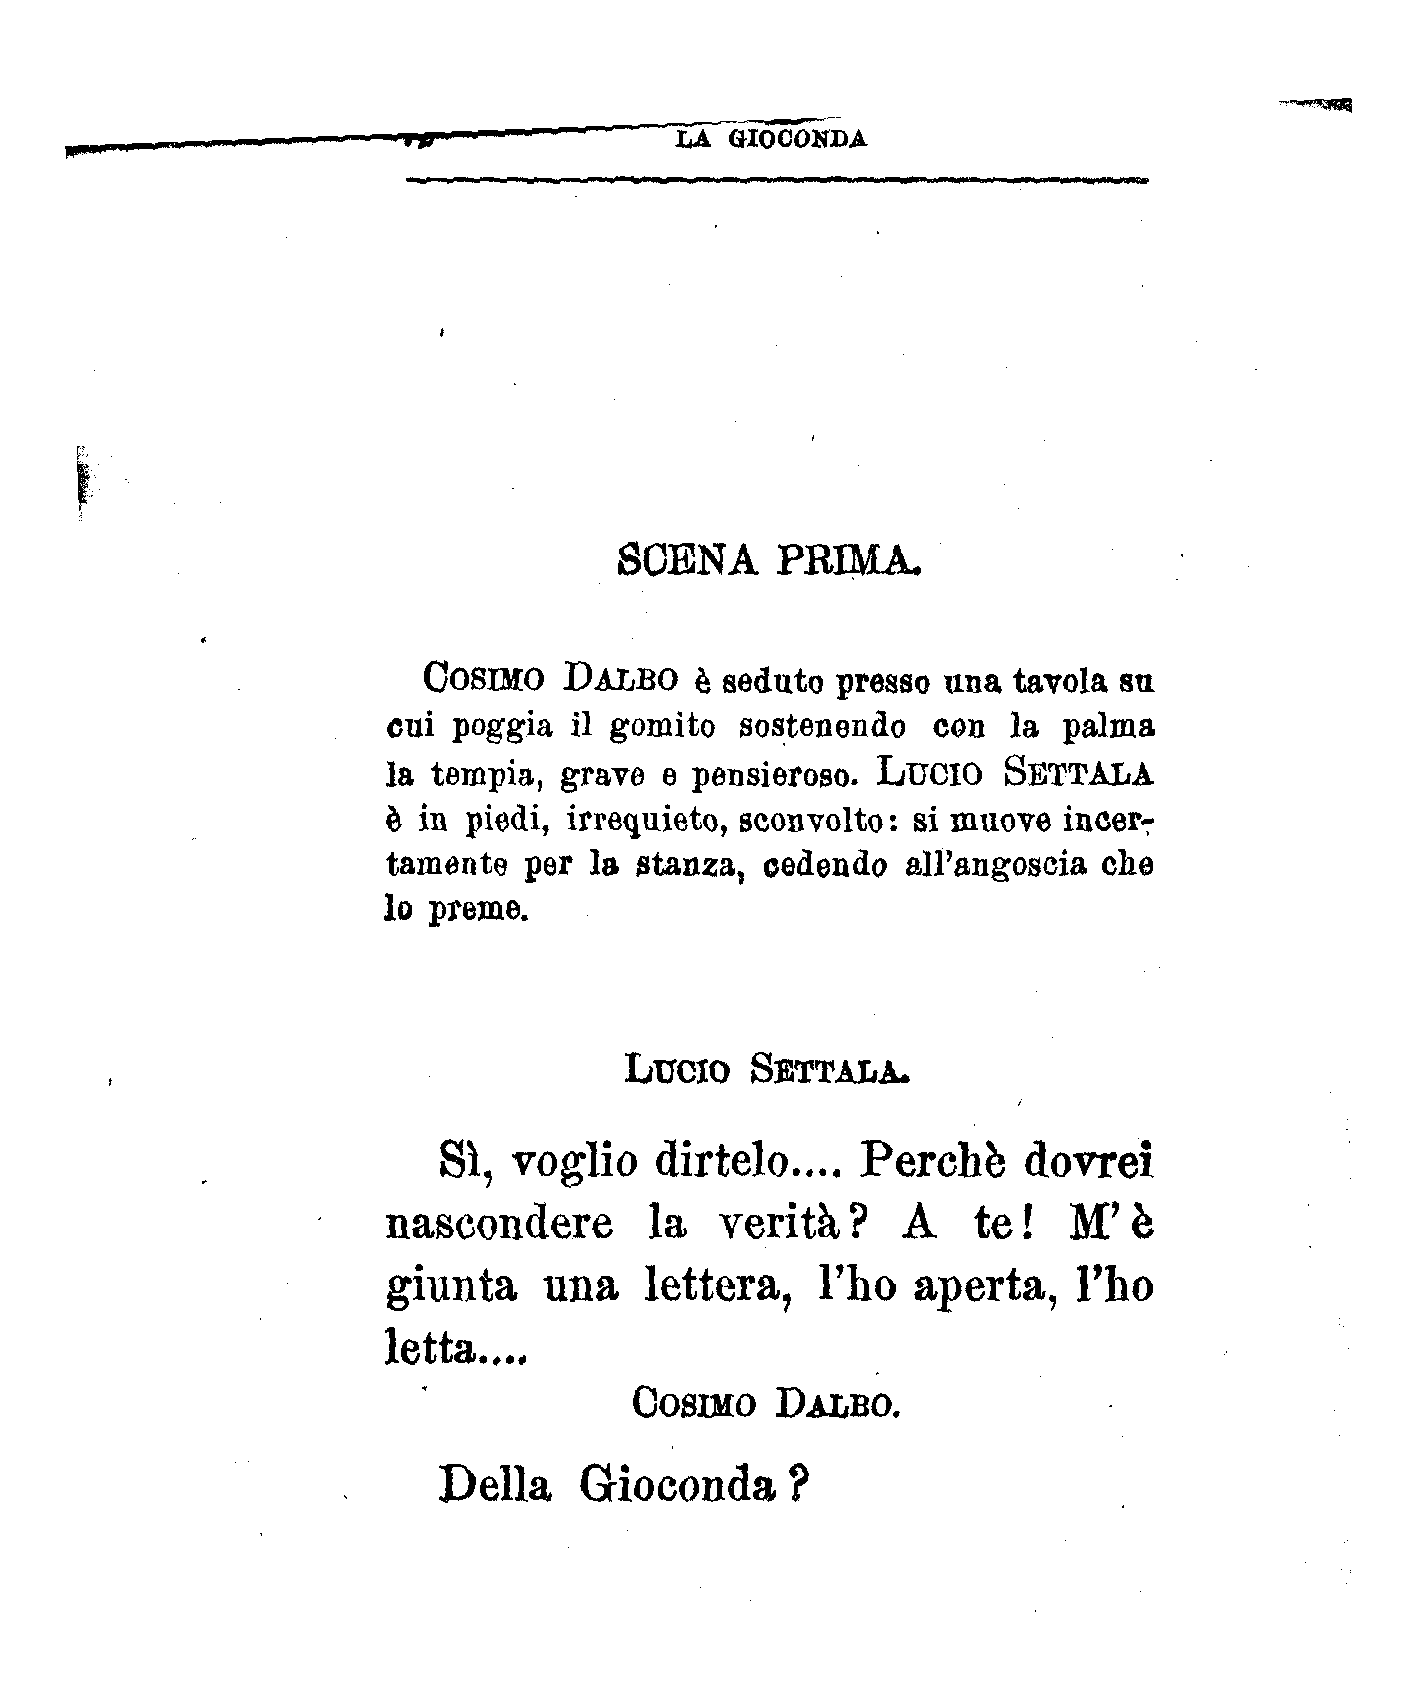 LA GIOCONDA
SCENA PRIMA.
COSIMO DALBO è seduto presso una tavola su
cui poggia il gomito sostenendo con la palma
la tempia, grave e pensieroso. LUCIO SETTALA
è in piedi, irrequieto, sconvolto: si muove incer-
tamente per la stanza, cedendo all'angoscia che
lo preme.
LUCIO SETTALA.
Sì, voglio dirtelo.... Perchè dovrei
nascondere la verità? A te! M'è
giunta una lettera, l'ho aperta, l'ho
letta....
COSIMO DALBO.
Della Gioconda?